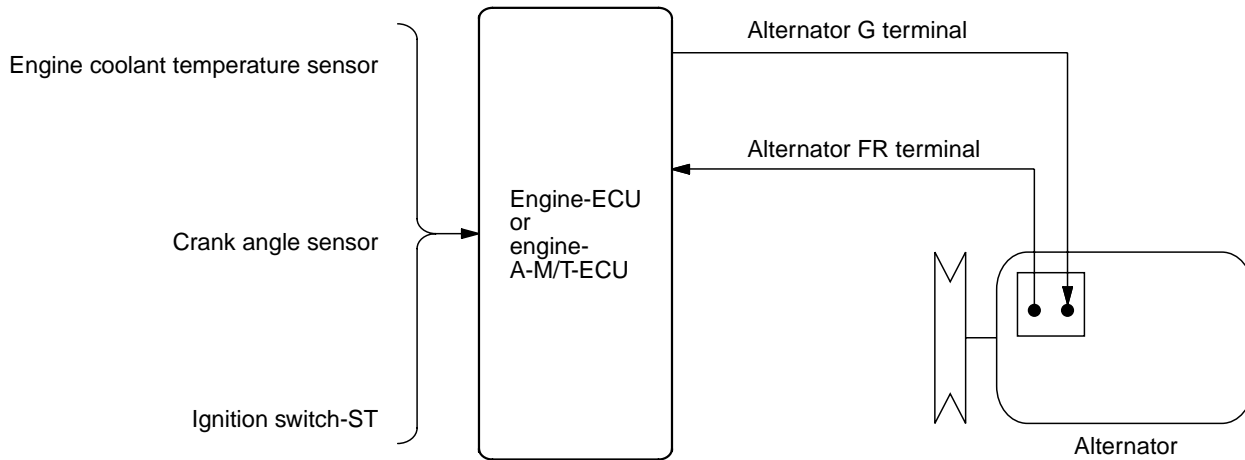 Engine coolant temperature sensor
Crank angle sensor
Ignition switch-ST
Engine-ECU
or
engine-
A-M/T-ECU
Alternator G terminal
Alternator FR terminal
Alternator